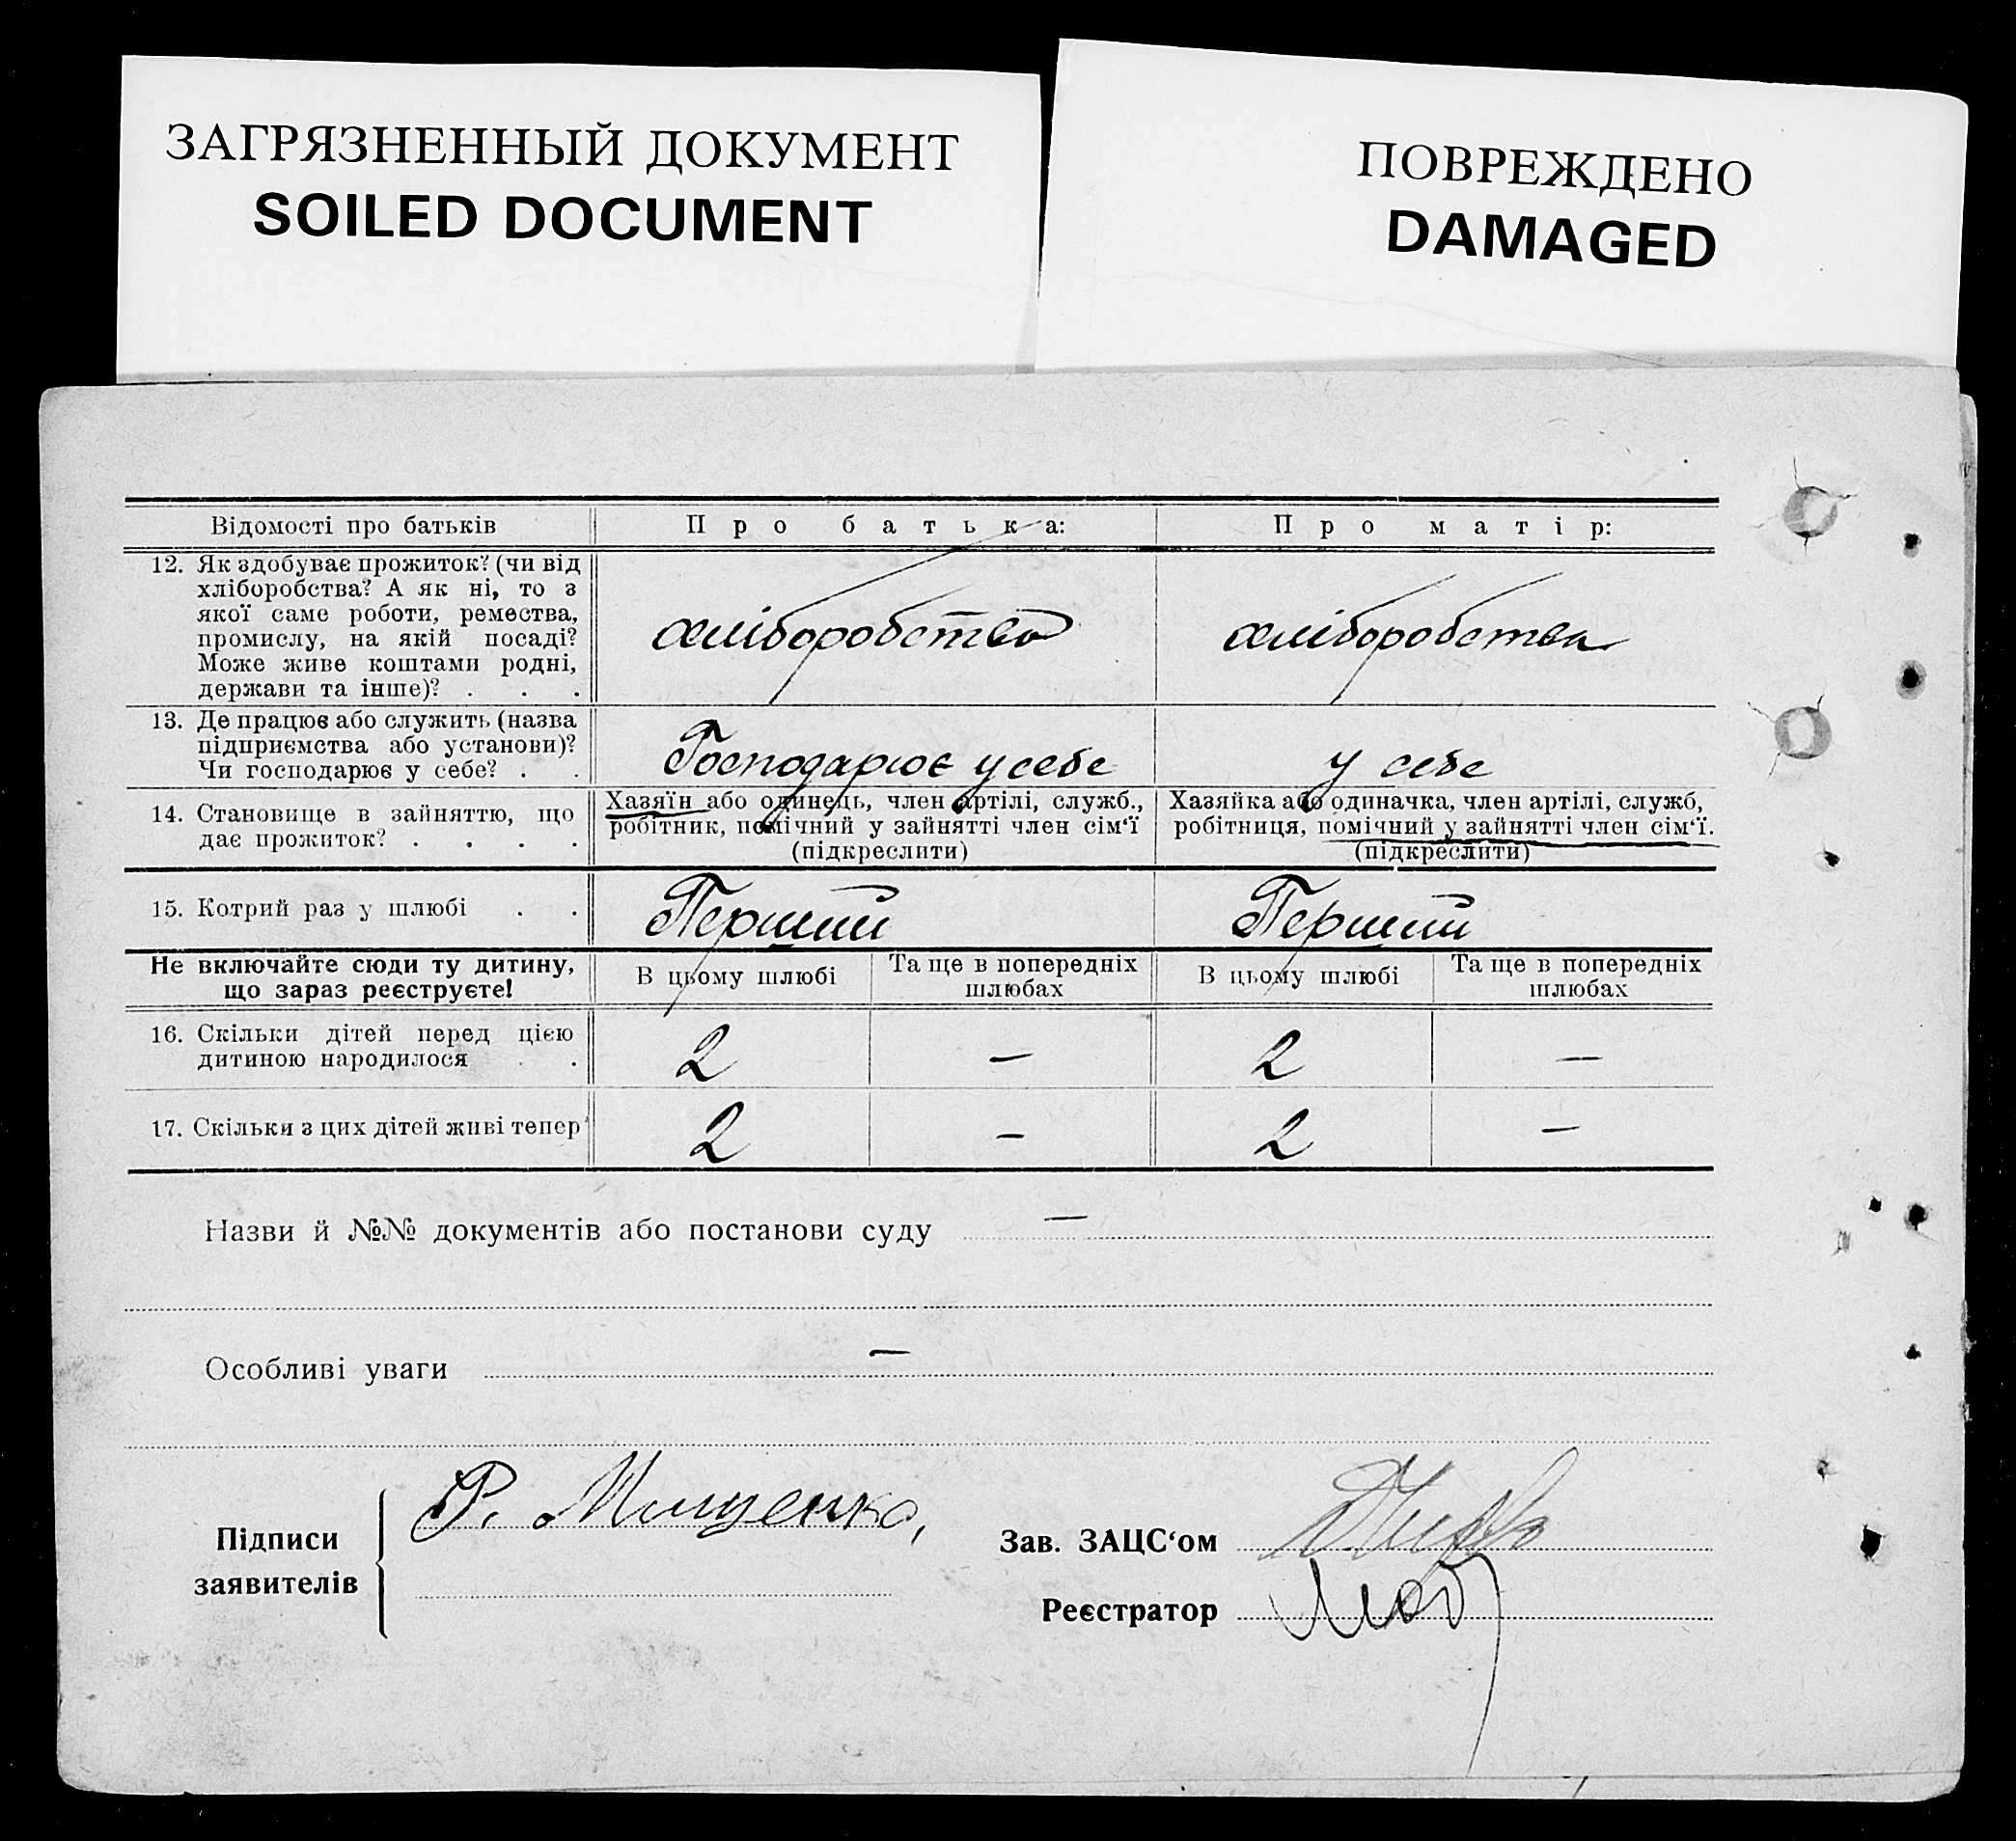 ЗАГРЯЗНЕННЫЙ ДОКУМЕНТ
SOILED DOCUMENT
ПОВРЕЖДЕНО
DAMAGED
Відомості про батьків Про батька: Про матір:
12. Як здобуває прожиток? (чи від
хліборобства? А як ні, то з
якої саме роботи, ремества,
промислу, на якій посаді?
Може живе коштами родні,
держави та інше)? . . .
хліборобство хліборобства
13. Де працює або служить (назва
підприємства або установи)?
Чи господарює у себе? . .
Господарює у себе у себе
14. Становище в зайняттю, що
дає прожиток? . . . .
Хазяїн або одинець, член артілі, служб.,
робітник, помічний у зайнятті член сім‘ї
(підкреслити)
Хазяйка або одиначка, член артілі, служб,
робітниця, помічний у зайнятті член сім‘ї.
(підкреслити)
15. Котрий раз у шлюбі . . Перший Перший
Не включайте сюди ту дитину,
що зараз реєструєте!
В цьому шлюбі
Та ще в попередніх
шлюбах
В цьому шлюбі
Та ще в попередніх
шлюбах
16. Скільки дітей перед цією
дитиною народилося . .
2 — 2 —
17. Скільки з цих дітей живі тепер 2 — 2 —
Назви й №№ документів або постанови суду —
Особливі уваги —
Підписи
заявителів
Р. Мищенко,
Зав. ЗАЦС‘ом
Реєстратор